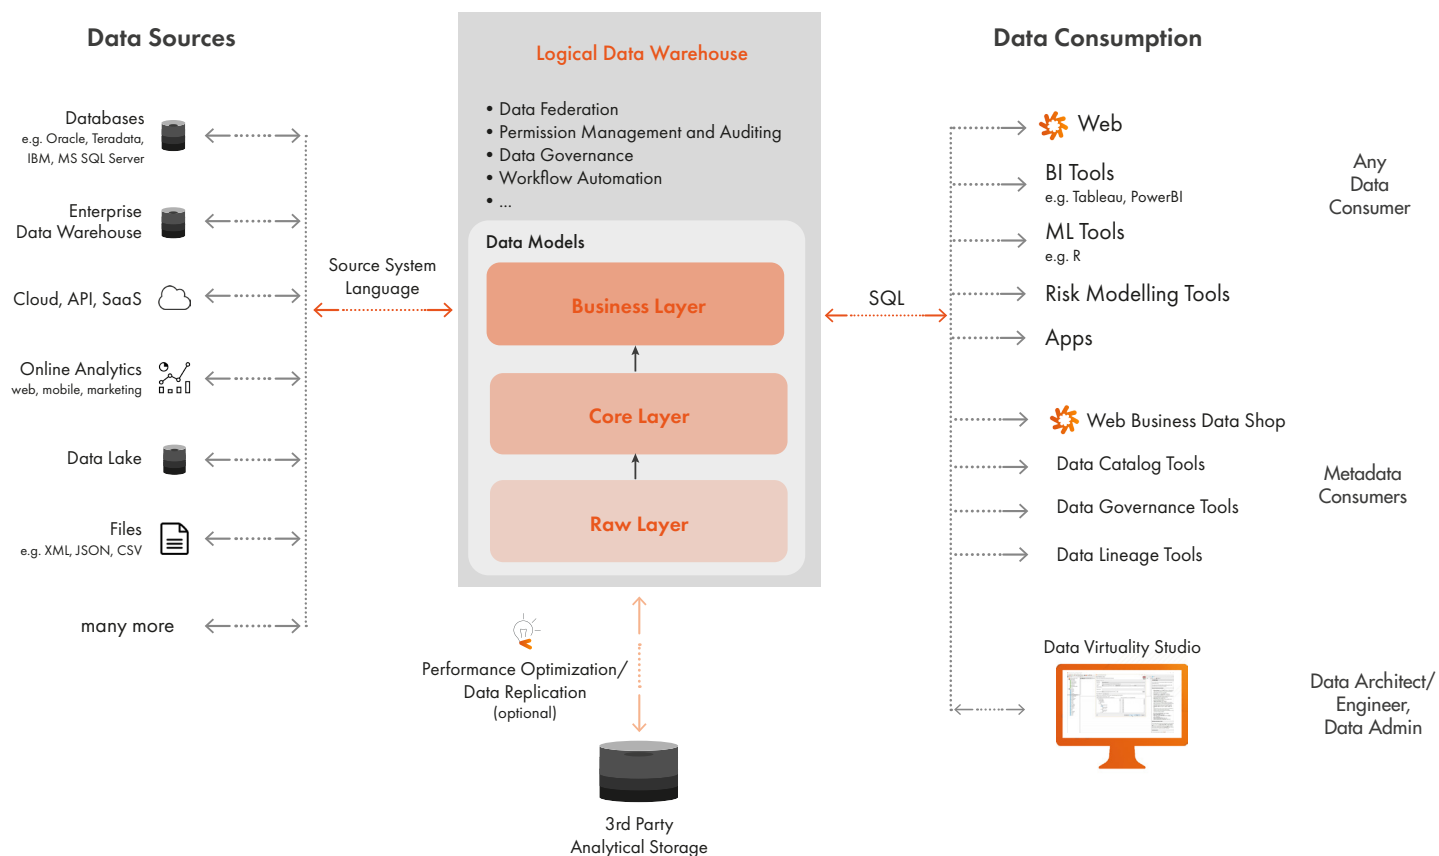 Data Sources
Databases
e.g. Oracle, Teradata,
IBM, MS SQL Server
Enterprise
Data Warehouse
Cloud, API, SaaS
Online Analytics
web, mobile, marketing
Data Lake
Files
e.g. XML, JSON, CSV
many more
Source System
Language
Logical Data Warehouse
• Data Federation
• Permission Management and Auditing
• Data Governance
• Workflow Automation
• ...
Data Models
Business Layer
Core Layer
Raw Layer
Performance Optimization/
Data Replication
(optional)
3rd Party
Analytical Storage
SQL
Data Consumption
Web
BI Tools
e.g. Tableau, PowerBI
ML Tools
e.g. R
Risk Modelling Tools
Apps
Any
Data
Consumer
Web Business Data Shop
Data Catalog Tools
Data Governance Tools
Data Lineage Tools
Metadata
Consumers
Data Virtuality Studio
Data Architect/
Engineer,
Data Admin